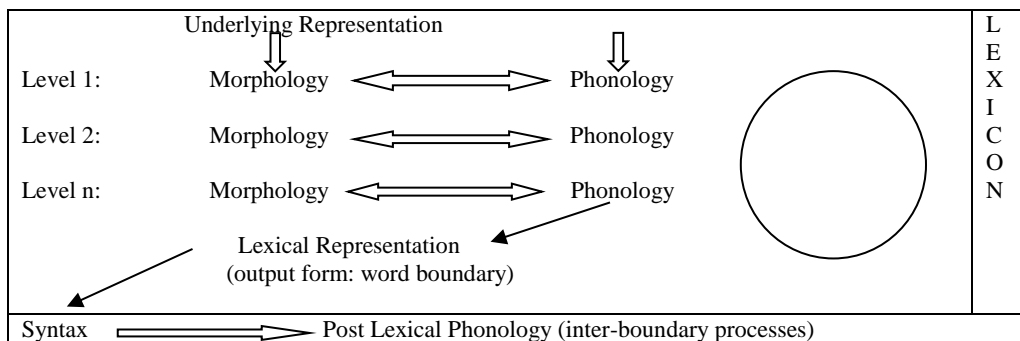 Underlying Representation
Level 1: Morphology Phonology
Level 2: Morphology Phonology
Level n: Morphology Phonology
Lexical Representation
(output form: word boundary)
Syntax Post Lexical Phonology (inter-boundary processes)
L
E
X
I
C
O
N